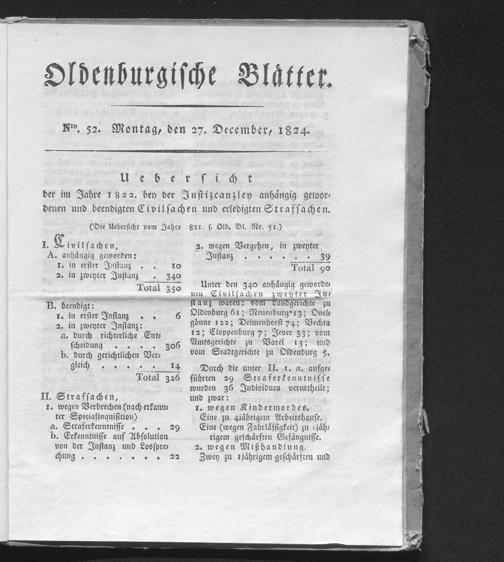 Oldenburgische Blätter.
Nro. 52. Montag, den 27. December, 1824.
Uebersicht
der im Jahre 1822. bey der Justizcanzley anhängig gewor-
denen und beendigten Civilsachen und erledigten Strafsachen.
(Die Uebersicht vom Jahre 821. s. Old. Bl. Nr. 51.)
I. Civilsachen,
A. anhängig geworden:
1. in erster Instanz . . 10
2. in zweyter Instanz . 340
Total 350
B. beendigt:
1. in erster Instanz . . 6
2. in zweyter Instanz:
a. durch richterliche Ent-
scheidung . . . . 306
b. durch gerichtlichen Ver-
gleich . . . . . 14
Total 326
II. Strafsachen,
1. wegen Verbrechen (nach erkann-
ter Specialinquisition)
a. Straferkenntnisse . . . 29
b. Erkenntnisse auf Absolution
von der Instanz und Losspre-
chung . . . . . . . 22
2. wegen Vergehen, in zweyter
Instanz . . . . . . 39
Total 90
Unter den 340 anhängig geworde-
nen Civilsachen zweyter In-
stanz waren: vom Landgerichte zu
Oldenburg 61; Neuenburg 13; Ovel-
gönne 122; Delmenhorst 74; Vechta
12; Cloppenburg 7; Jever 33; vom
Amtsgerichte zu Varel 13; und
vom Stadtgerichte zu Oldenburg 5.
Durch die unter II. 1. a. aufge-
führten 29 Straferkenntnisse
wurden 36 Individuen verurtheilt;
und zwar:
1. wegen Kindermordes.
Eine zu 4jährigem Arbeitshause.
Eine (wegen Fahrlässigkeit) zu 1jäh-
rigem geschärften Gefängnisse.
2. wegen Mißhandlung.
Zwey zu 1jährigem geschärften und